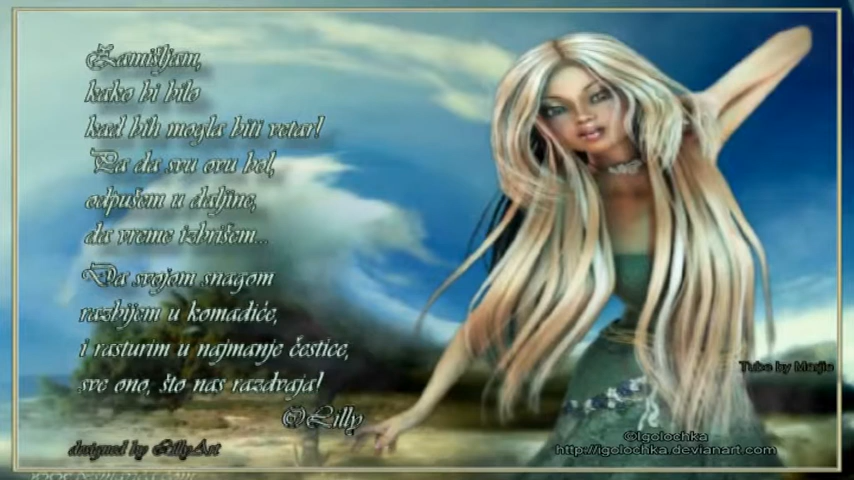 Zamišljam,
kako bi bilo
kad bih mogla biti vetar!
Pa da svu ovu bol,
odpušem u daljine,
da vreme izbrišem...
Da svojom snagom
razbijem u komadiće,
i rasturim u najmanje čestice,
sve ono, što nas razdvaja!
©Lilly
Tube by Marjie
©Igolochka
designed by LillyArt
http://igolochka.devianart.com